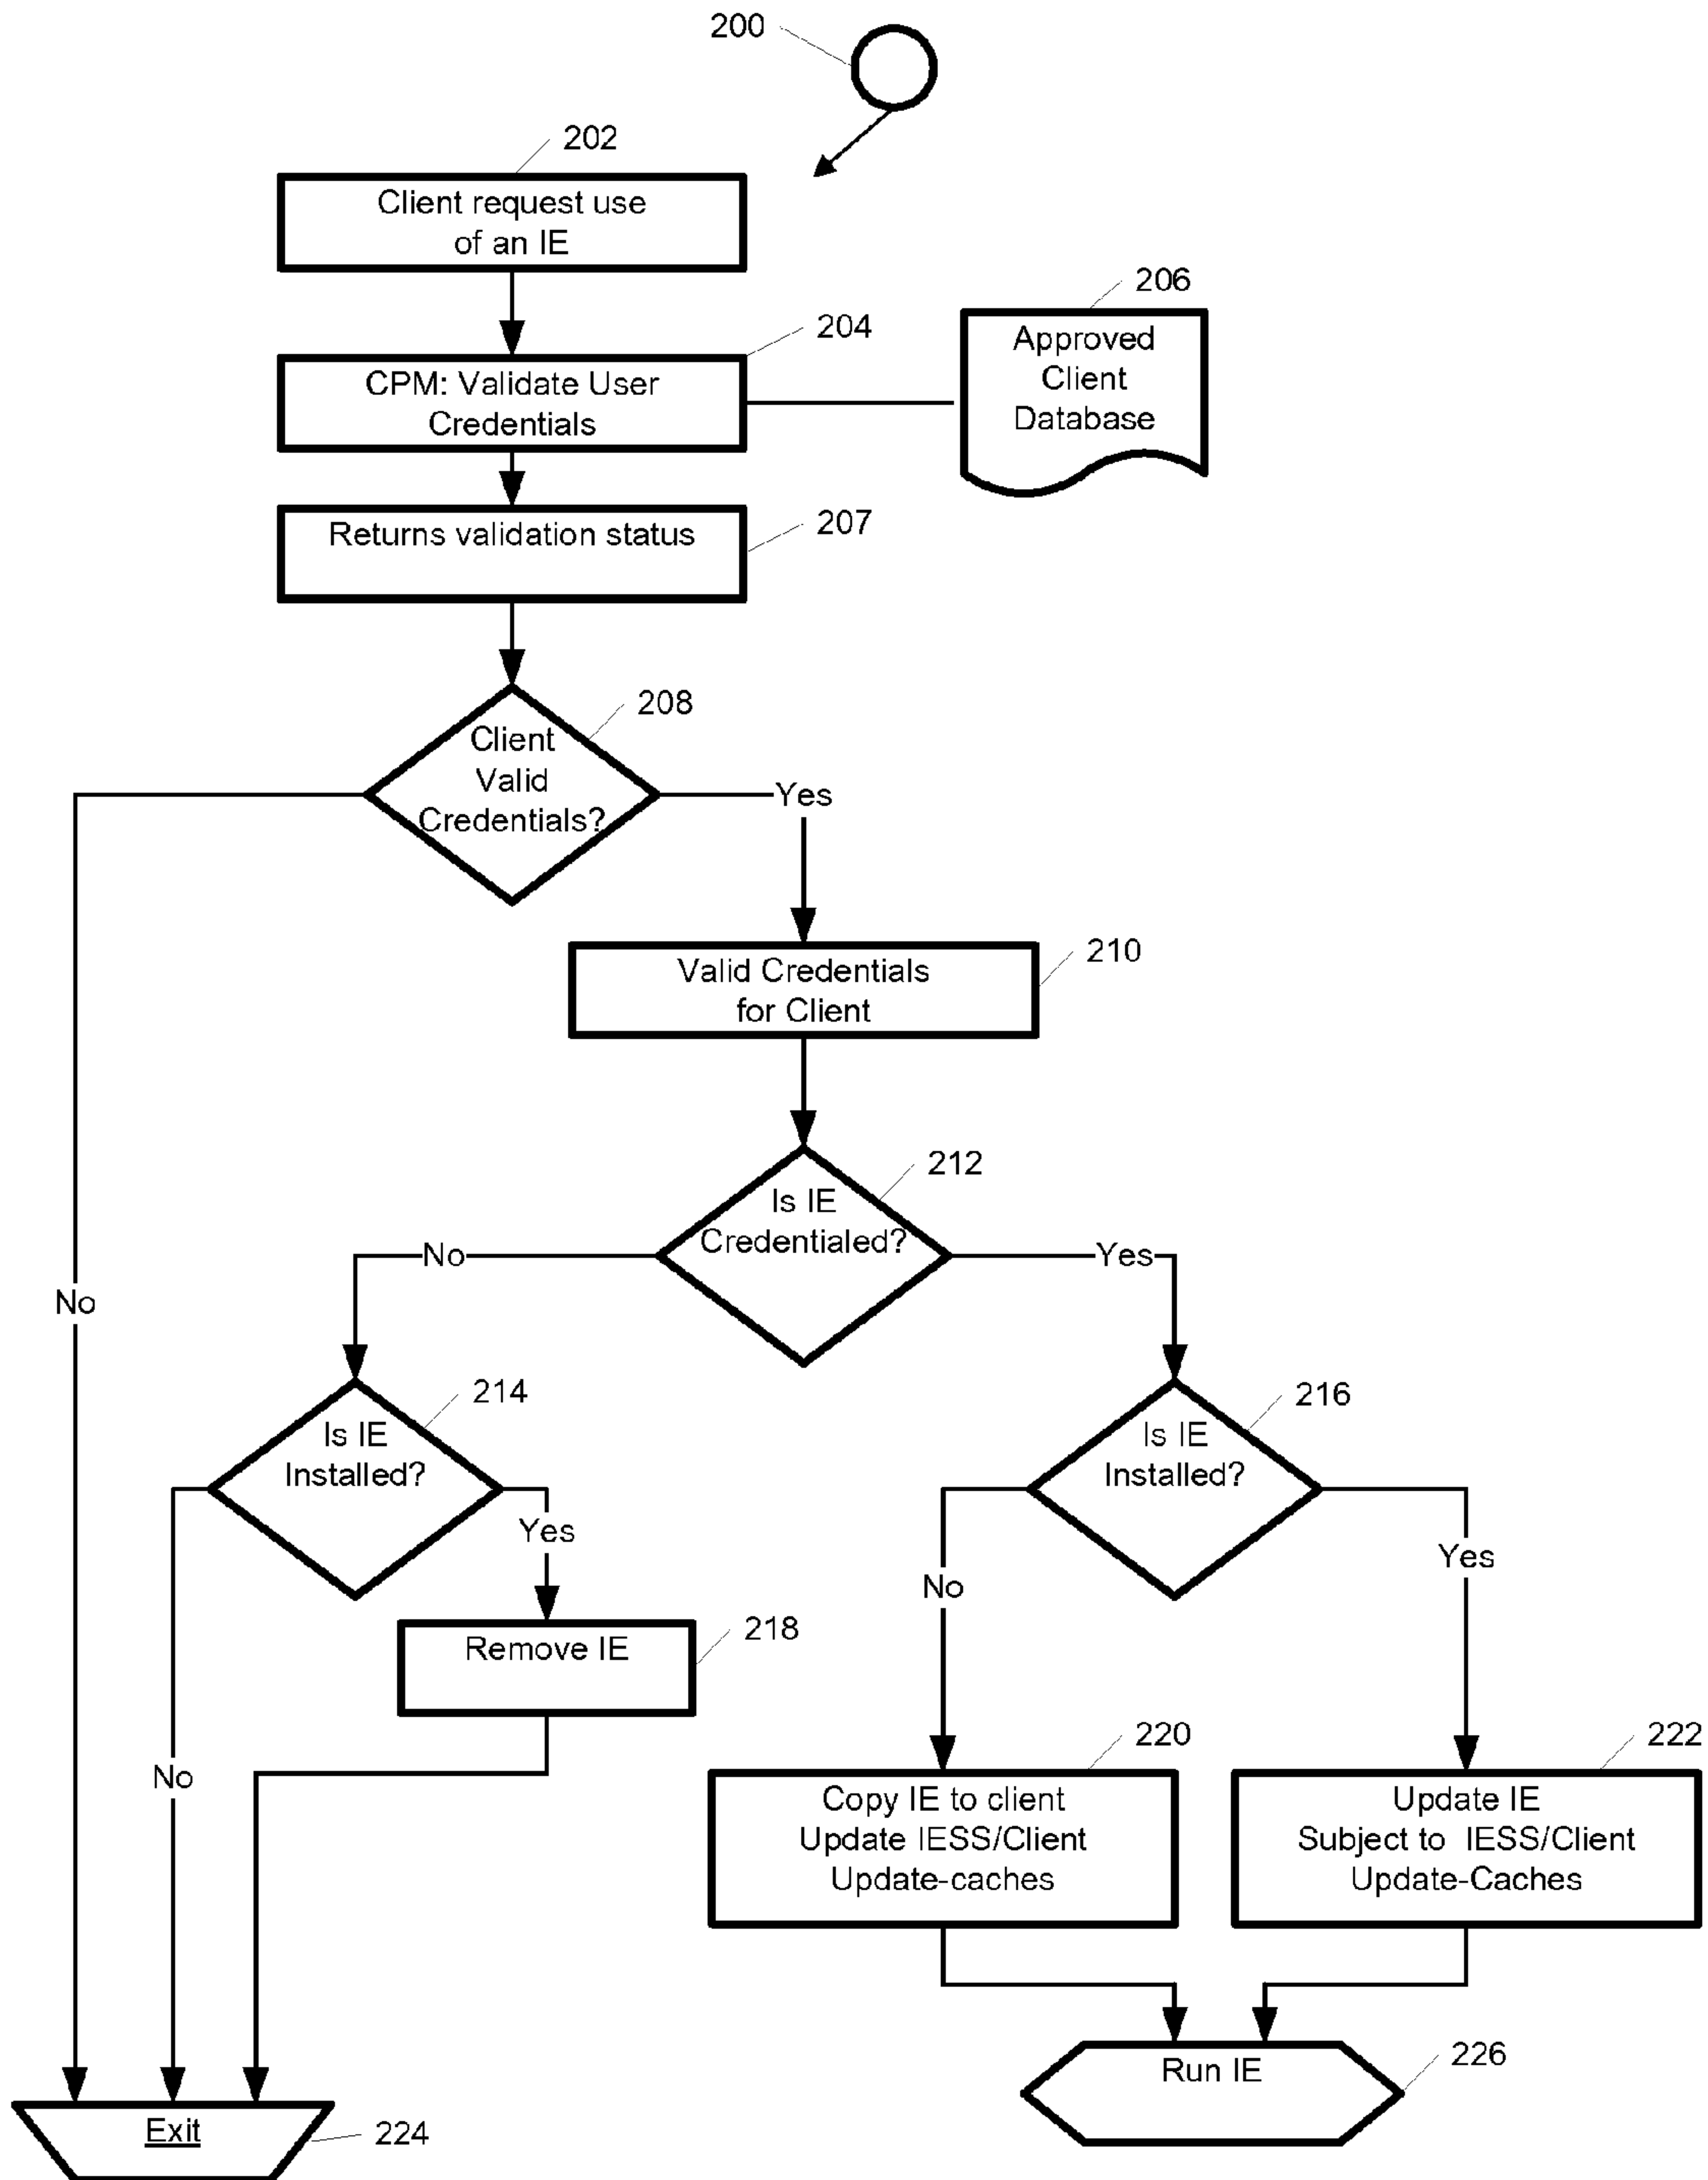 200
202
Client request use
of an IE
206
Approved
Client
Database
204
CPM: Validate User
Credentials
207
Returns validation status
208
Client
Valid
Credentials?
Yes
210
Valid Credentials
for Client
212
Is IE
Credentialed?
No
Yes
No
214
Is IE
Installed?
216
Is IE
Installed?
Yes
Yes
No
218
Remove IE
No
220
Copy IE to client
Update IESS/Client
Update-caches
222
Update IE
Subject to IESS/Client
Update-Caches
226
Run IE
Exit
224